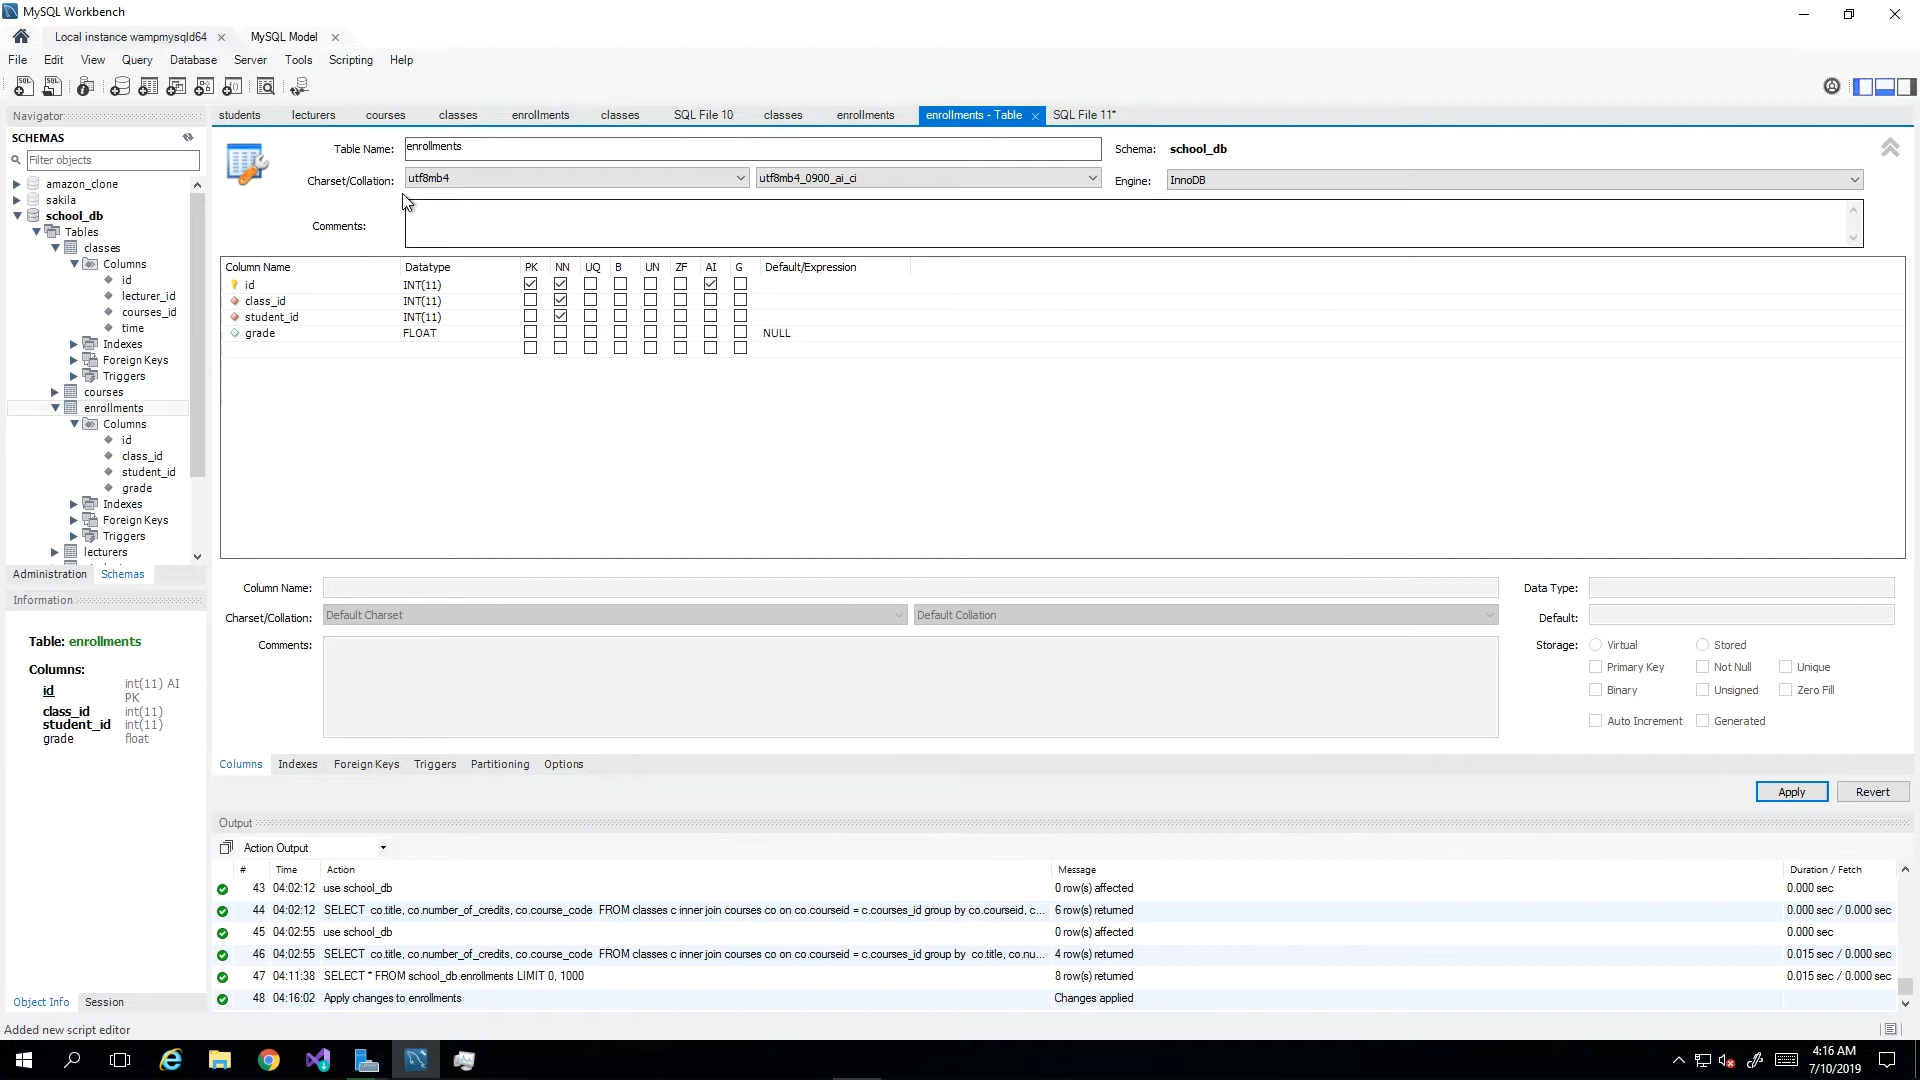 MySQL Workbench
Local instance wampmysqld64
MySQL Model
File Edit View Query Database Server Tools Scripting Help
Navigator
SCHEMAS
Filter objects
amazon_clone
sakila
school_db
Tables
classes
Columns
id
lecturer_id
courses_id
time
Indexes
Foreign Keys
Triggers
courses
enrollments
Columns
id
class_id
student_id
grade
Indexes
Foreign Keys
Triggers
lecturers
Administration Schemas
Information
Table: enrollments
Columns:
id int(11) AI PK
class_id int(11)
student_id int(11)
grade float
Object Info Session
students lecturers courses classes enrollments classes SQL File 10 classes enrollments enrollments - Table SQL File 11*
Table Name: enrollments Schema: school_db
Charset/Collation: utf8mb4 utf8mb4_0900_ai_ci Engine: InnoDB
Comments:
Column Name Datatype PK NN UQ B UN ZF AI G Default/Expression
id INT(11)
class_id INT(11)
student_id INT(11)
grade FLOAT NULL
Column Name: Data Type:
Charset/Collation: Default Charset Default Collation Default:
Comments: Storage: Virtual Stored
Primary Key Not Null Unique
Binary Unsigned Zero Fill
Auto Increment Generated
Columns Indexes Foreign Keys Triggers Partitioning Options
Apply Revert
Output
Action Output
# Time Action Message Duration / Fetch
43 04:02:12 use school_db 0 row(s) affected 0.000 sec
44 04:02:12 SELECT co.title, co.number_of_credits, co.course_code FROM classes c inner join courses co on co.courseid = c.courses_id group by co.courseid, c... 6 row(s) returned 0.000 sec / 0.000 sec
45 04:02:55 use school_db 0 row(s) affected 0.000 sec
46 04:02:55 SELECT co.title, co.number_of_credits, co.course_code FROM classes c inner join courses co on co.courseid = c.courses_id group by co.title, co.nu... 4 row(s) returned 0.015 sec / 0.000 sec
47 04:11:38 SELECT * FROM school_db.enrollments LIMIT 0, 1000 8 row(s) returned 0.015 sec / 0.000 sec
48 04:16:02 Apply changes to enrollments Changes applied
Added new script editor
4:16 AM
7/10/2019